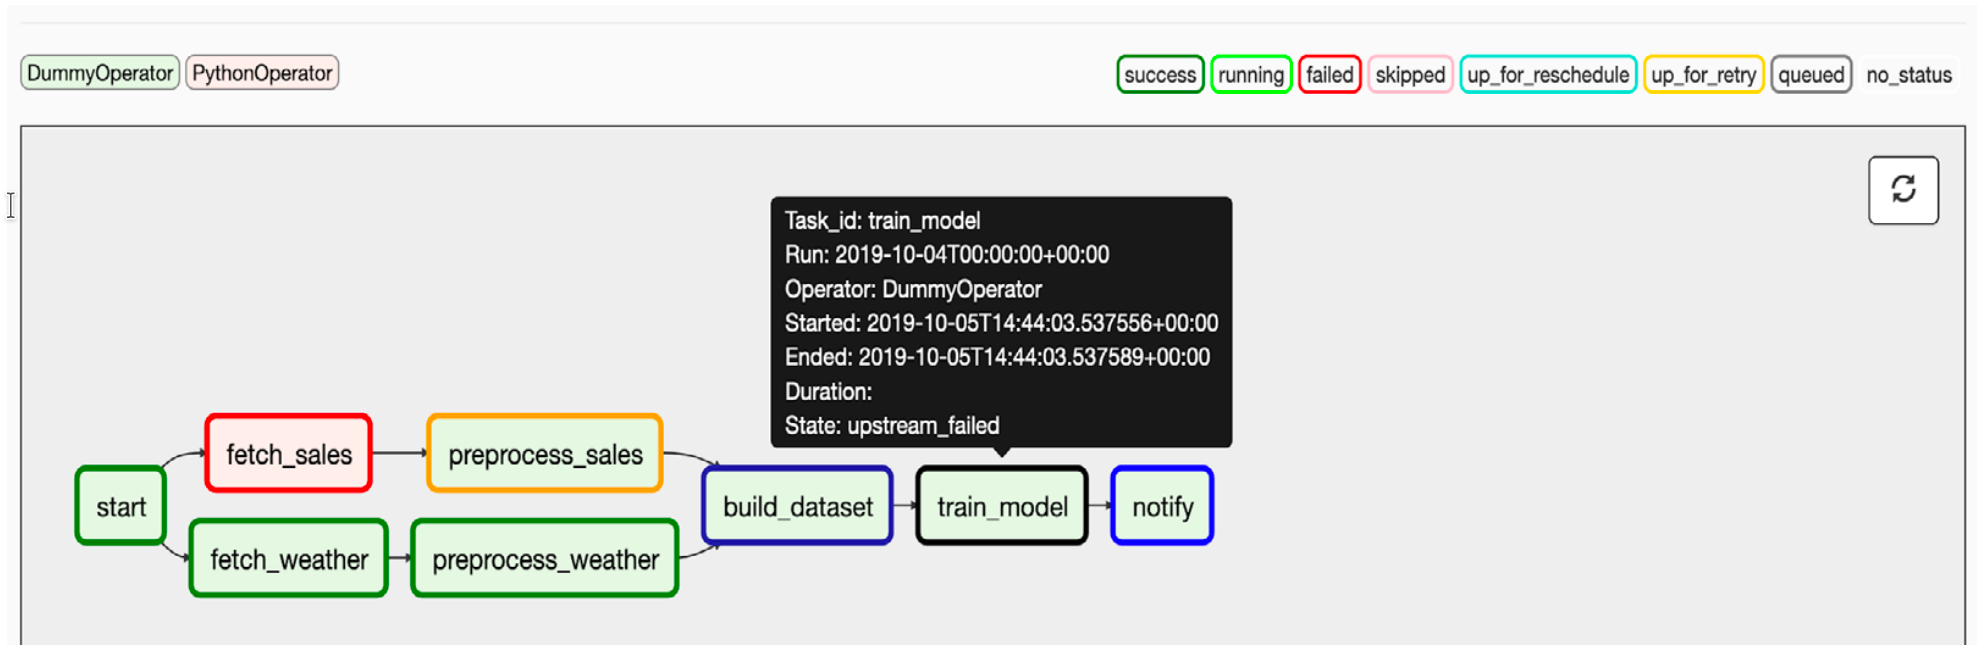 DummyOperator PythonOperator
success running failed skipped up_for_reschedule up_for_retry queued no_status
Task_id: train_model
Run: 2019-10-04T00:00:00+00:00
Operator: DummyOperator
Started: 2019-10-05T14:44:03.537556+00:00
Ended: 2019-10-05T14:44:03.537589+00:00
Duration:
State: upstream_failed
fetch_sales preprocess_sales
start build_dataset train_model notify
fetch_weather preprocess_weather